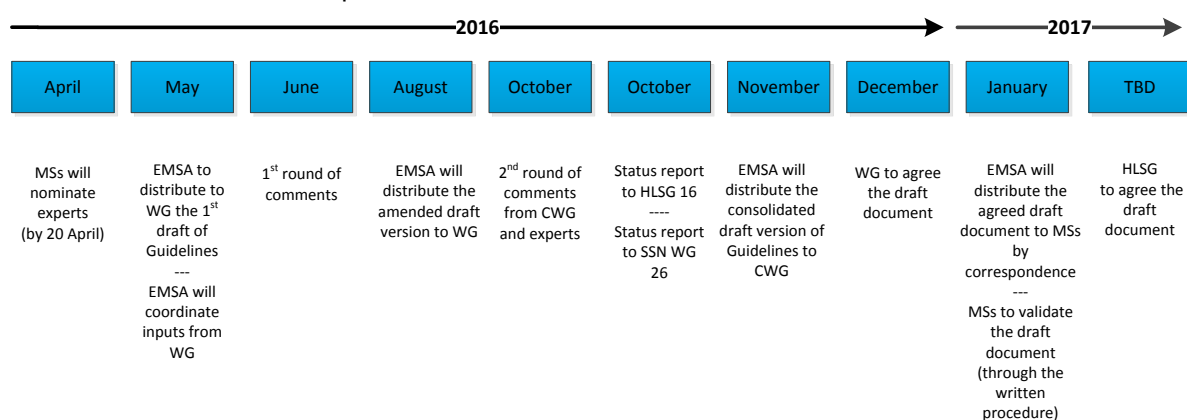 2016
2017
April
May
June
August
October
October
November
December
January
TBD
MSs will
nominate
experts
(by 20 April)
EMSA to
distribute to
WG the 1st
draft of
Guidelines
---
EMSA will
coordinate
inputs from
WG
1st round of
comments
EMSA will
distribute the
amended draft
version to WG
2nd round of
comments
from CWG
and experts
Status report
to HLSG 16
----
Status report
to SSN WG
26
EMSA will
distribute the
consolidated
draft version of
Guidelines to
CWG
WG to agree
the draft
document
EMSA will
distribute the
agreed draft
document to MSs
by
correspondence
---
MSs to validate
the draft
document
(through the
written
procedure)
HLSG
to agree the
draft
document